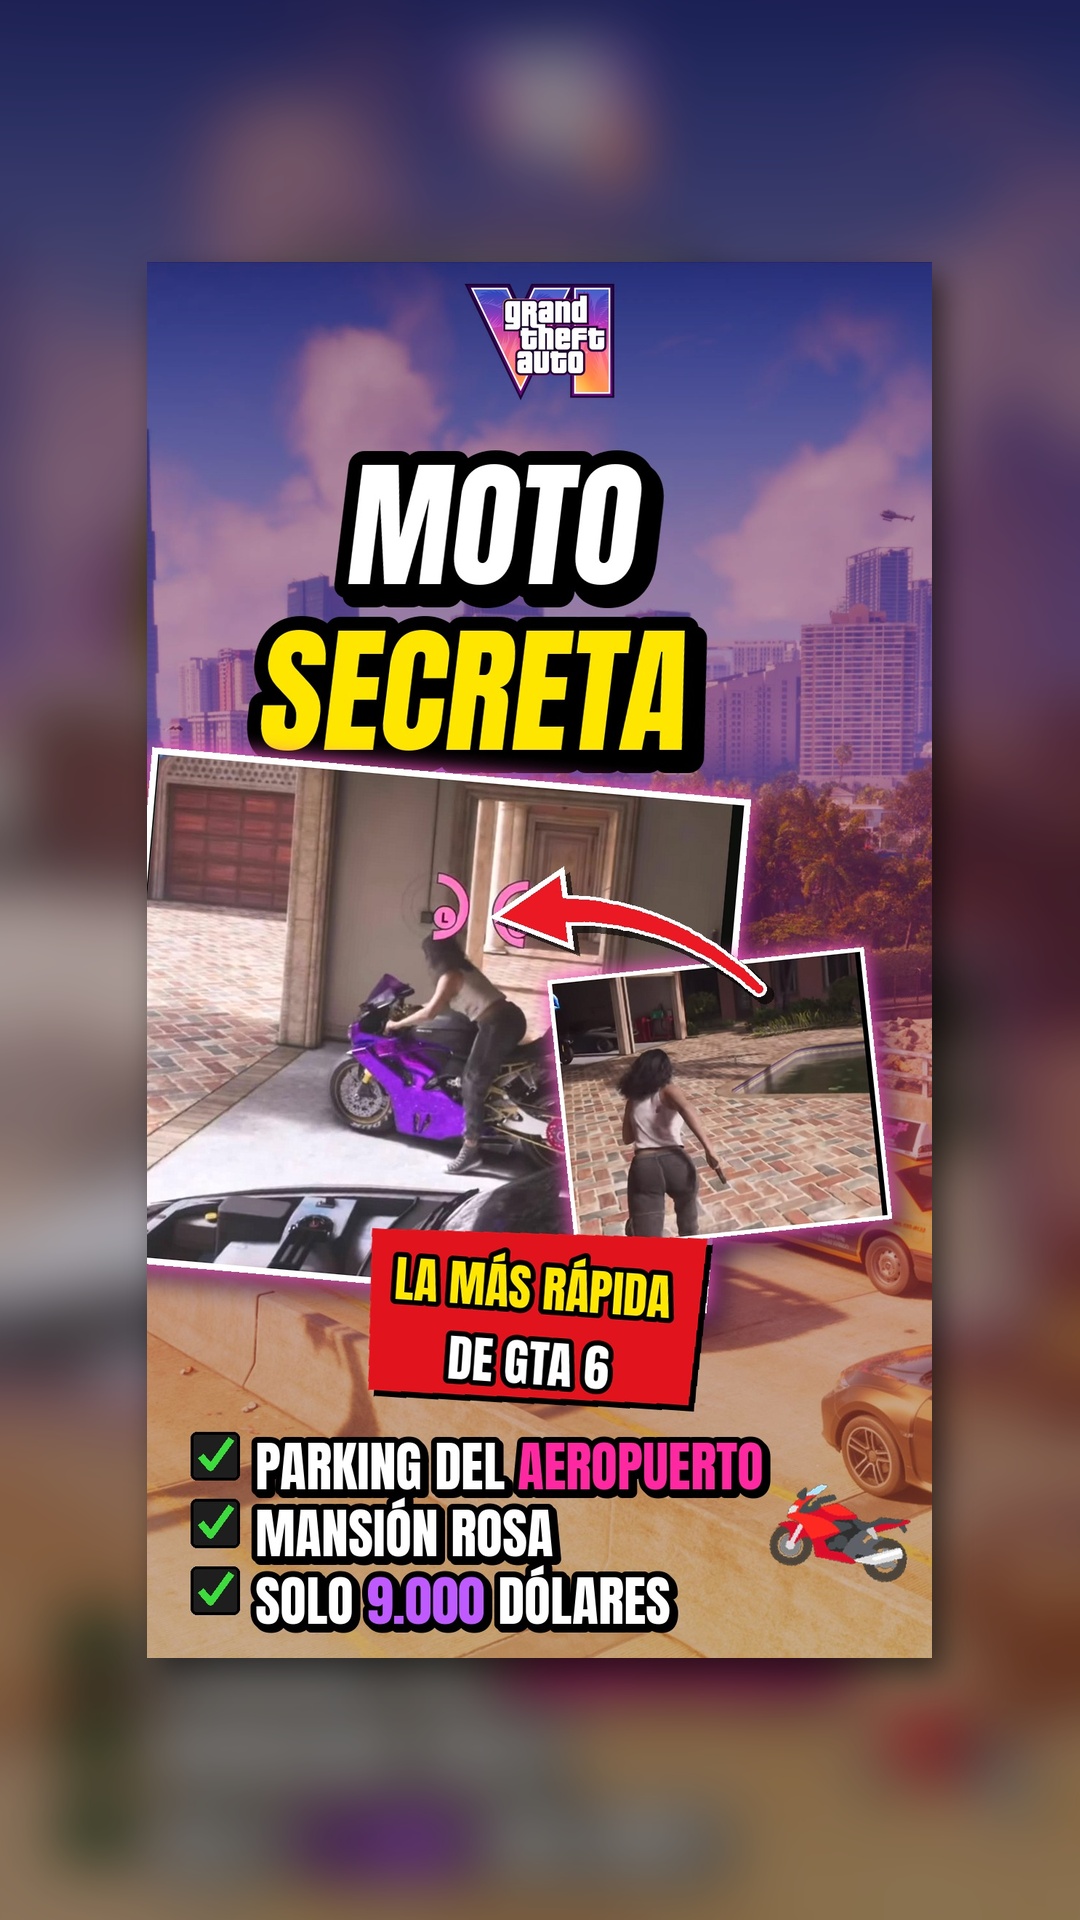 grand
theft
auto
VI
MOTO
SECRETA
L
LA MÁS RÁPIDA
DE GTA 6
PARKING DEL AEROPUERTO
MANSIÓN ROSA
SOLO 9.000 DÓLARES